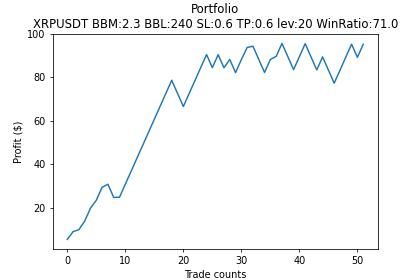 Portfolio
XRPUSDT BBM:2.3 BBL:240 SL:0.6 TP:0.6 lev:20 WinRatio:71.0
100
80
60
40
20
Profit ($)
0 10 20 30 40 50
Trade counts